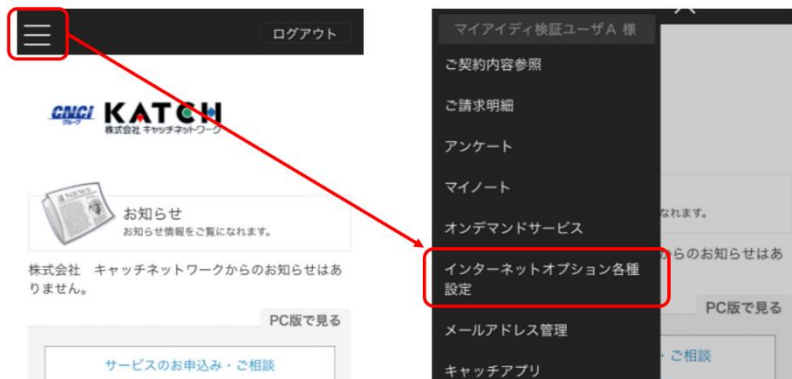 ログアウト
CNCI
グループ
KATCH
株式会社 キャッチネットワーク
NEWS
お知らせ
お知らせ情報をご覧になれます。
株式会社　キャッチネットワークからのお知らせはあ
りません。
PC版で見る
サービスのお申込み・ご相談
マイアイディ検証ユーザA 様
ご契約内容参照
ご請求明細
アンケート
マイノート
オンデマンドサービス
インターネットオプション各種
設定
メールアドレス管理
キャッチアプリ
なれます。
からのお知らせはあ
PC版で見る
・ご相談